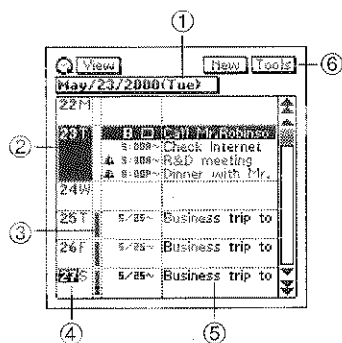 ①
View New Tools ⑥
May/23/2000(Tue)
22M
② 23T Call Mr.Robinso
Check Internet
R&D meeting
Dinner with Mr.
24W
③ 25T 5/25~ Business trip to
26F 5/25~ Business trip to
27S 5/25~ Business trip to
④ ⑤